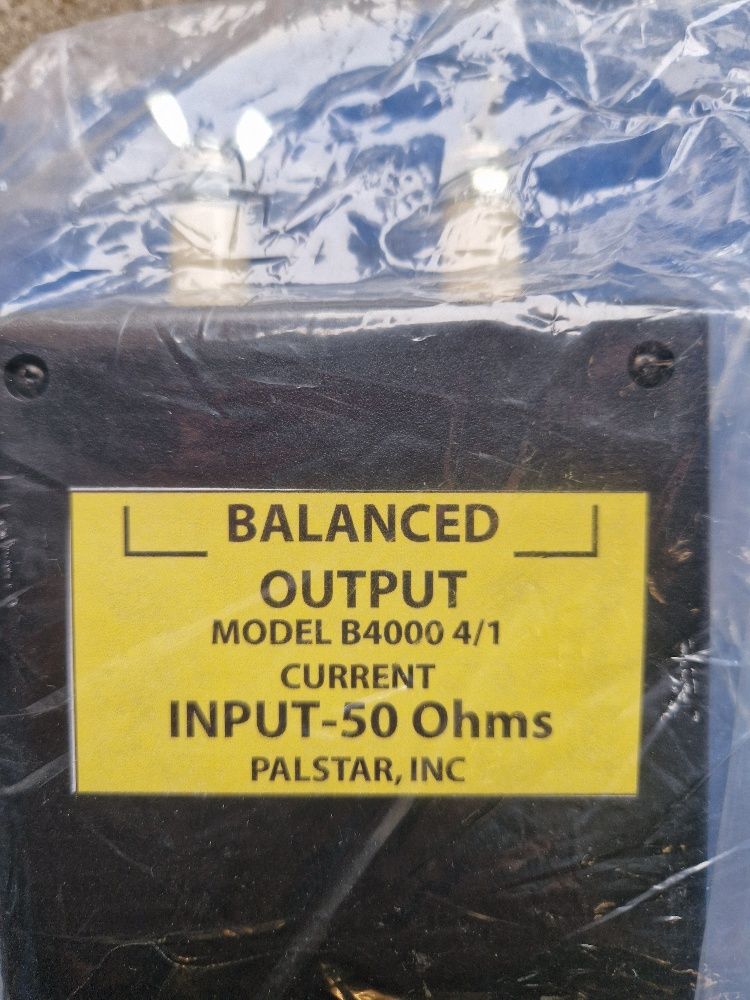 BALANCED
OUTPUT
MODEL B4000 4/1
CURRENT
INPUT-50 Ohms
PALSTAR, INC